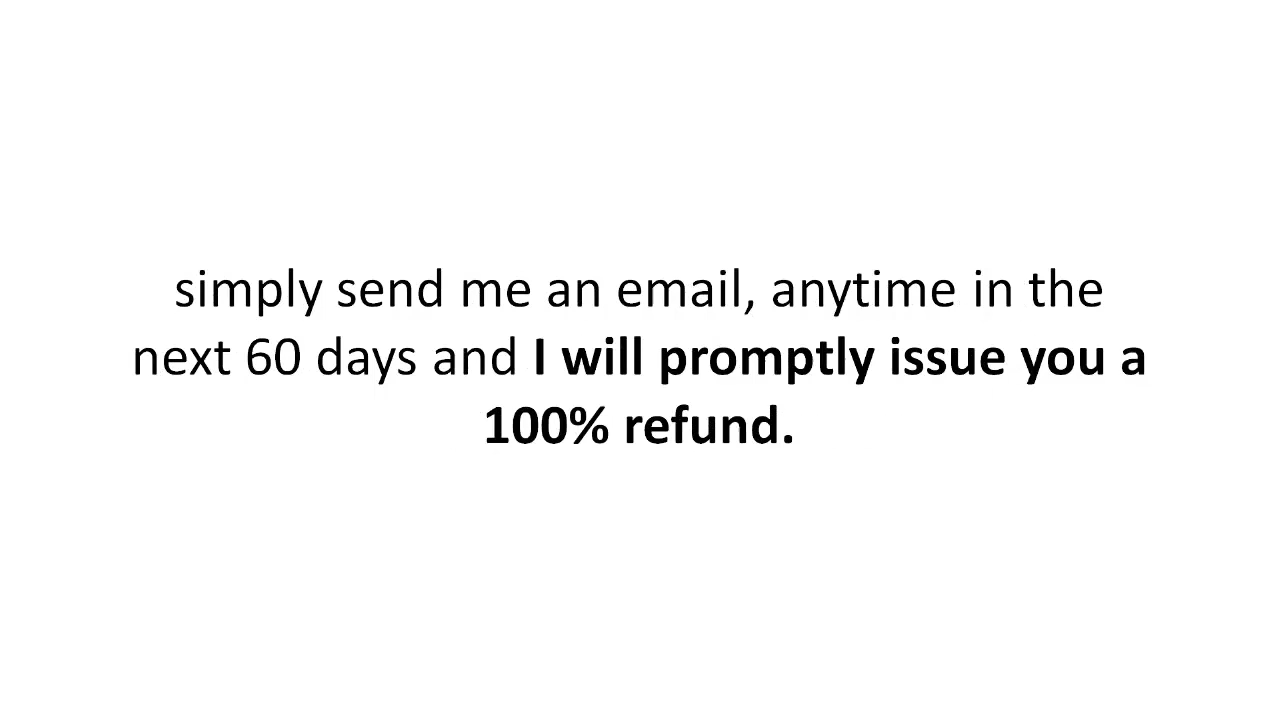 simply send me an email, anytime in the
next 60 days and I will promptly issue you a
100% refund.